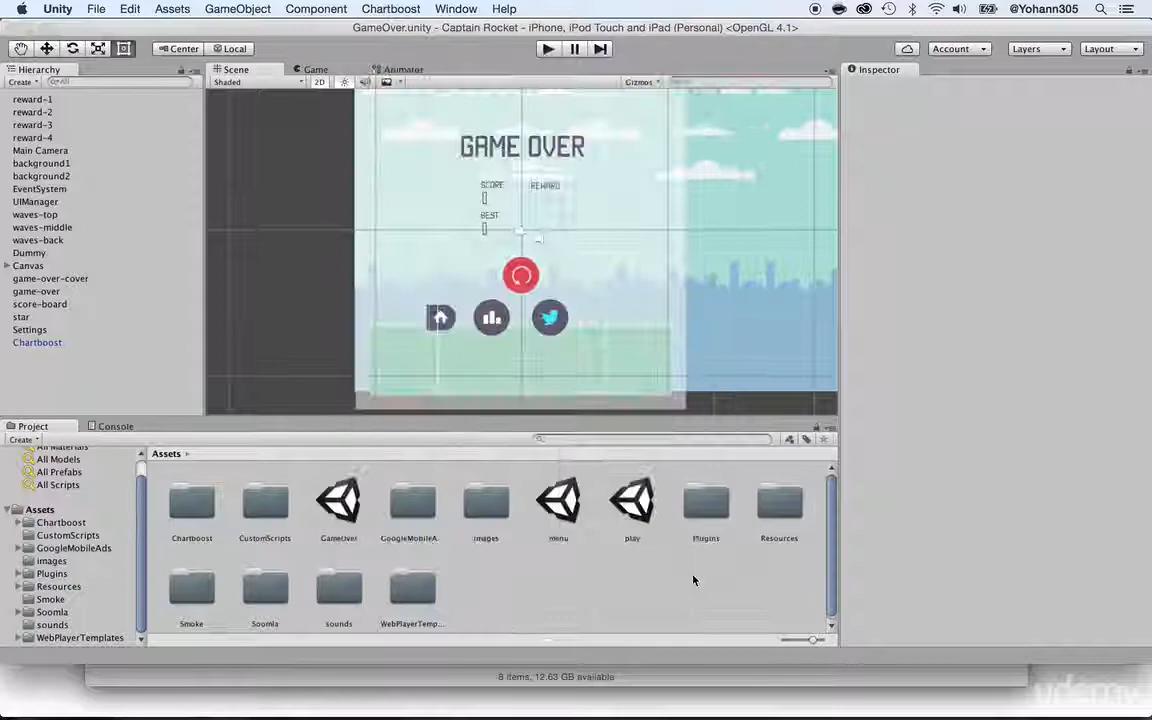 Unity File Edit Assets GameObject Component Chartboost Window Help @Yohann305
GameOver.unity - Captain Rocket - iPhone, iPod Touch and iPad (Personal) <OpenGL 4.1>
Center Local Account Layers Layout
Hierarchy Scene Game Animator Inspector
Create All Shaded 2D Gizmos
reward-1
reward-2
reward-3
reward-4
Main Camera
background1
background2
EventSystem
UIManager
waves-top
waves-middle
waves-back
Dummy
Canvas
game-over-cover
game-over
score-board
star
Settings
Chartboost
GAME OVER
SCORE REWARD
BEST
Project Console
Create
All Materials
All Models
All Prefabs
All Scripts
Assets
Chartboost
CustomScripts
GoogleMobileAds
images
Plugins
Resources
Smoke
Soomla
sounds
WebPlayerTemplates
Assets
Chartboost CustomScripts GameOver GoogleMobileA. images menu play Plugins Resources
Smoke Soomla sounds WebPlayerTemp...
8 items, 12.63 GB available
udemy